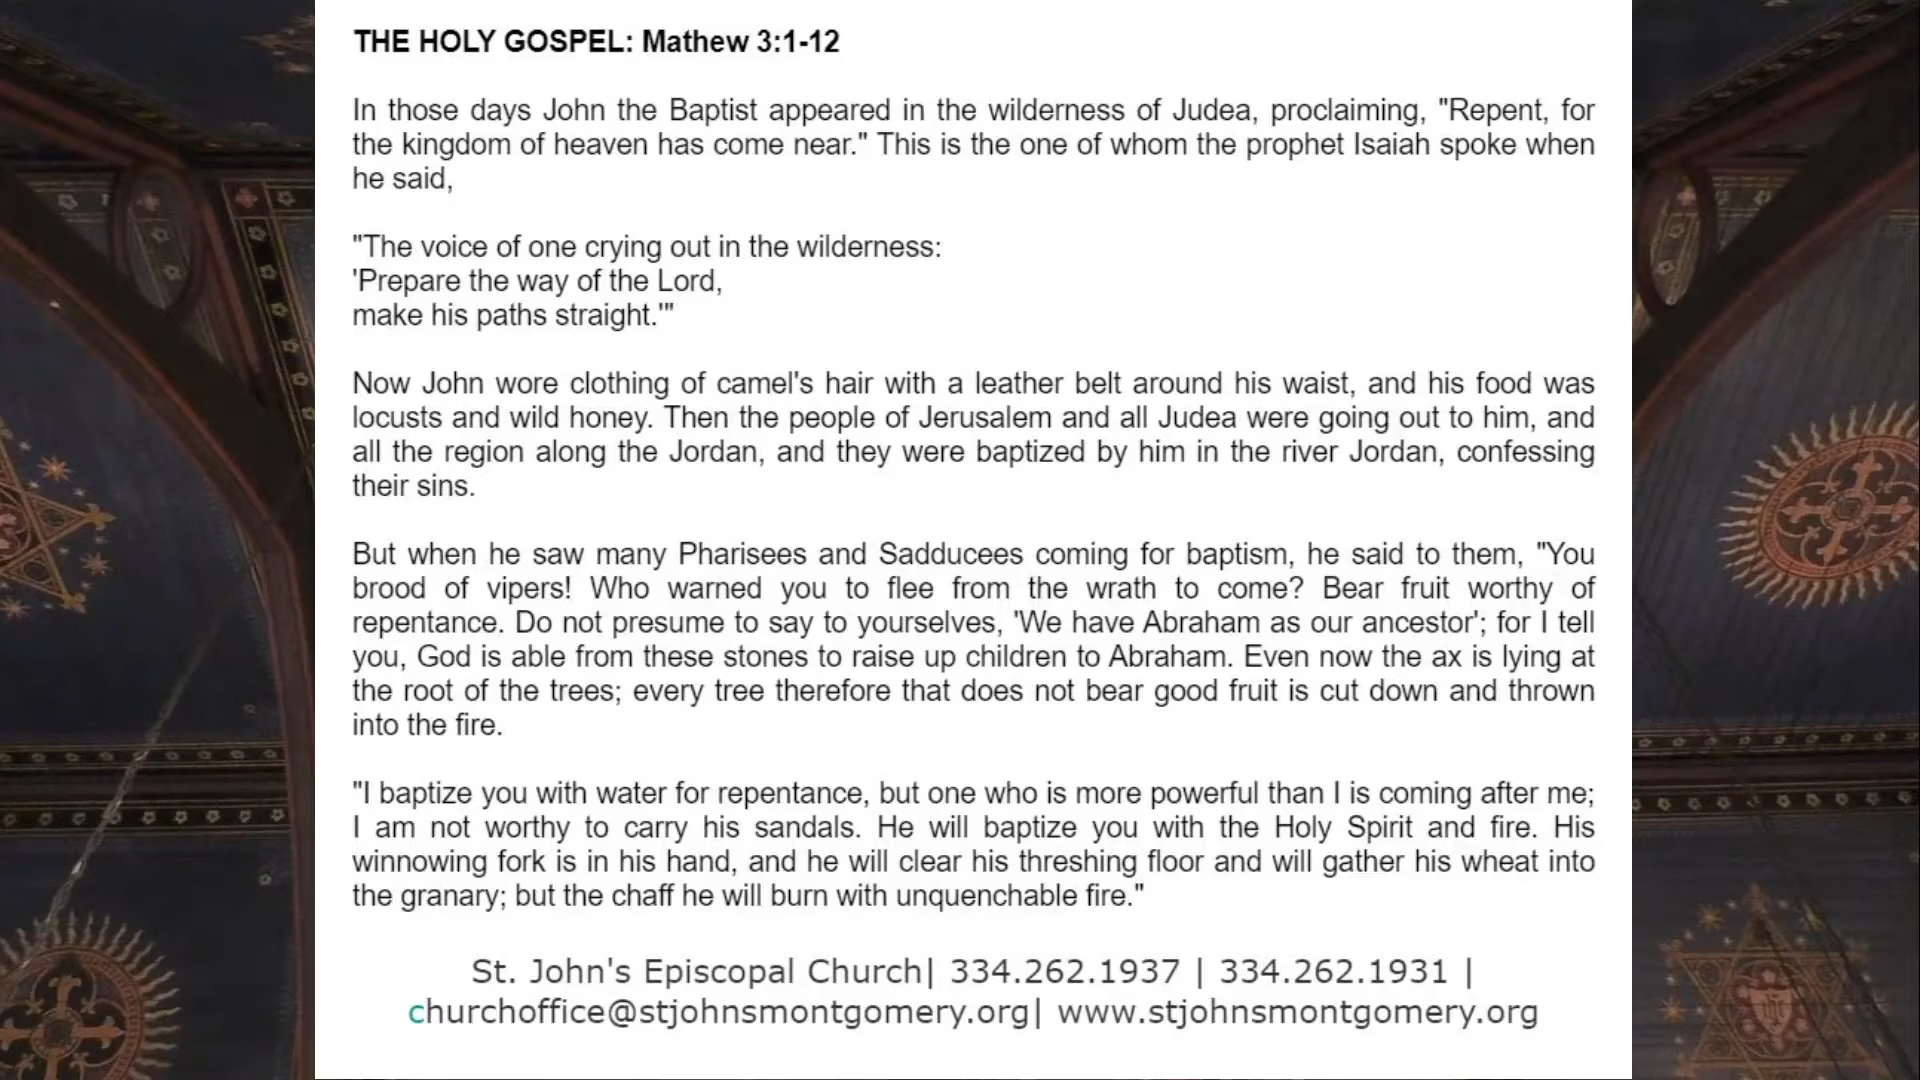 THE HOLY GOSPEL: Mathew 3:1-12
In those days John the Baptist appeared in the wilderness of Judea, proclaiming, "Repent, for
the kingdom of heaven has come near." This is the one of whom the prophet Isaiah spoke when
he said,
"The voice of one crying out in the wilderness:
'Prepare the way of the Lord,
make his paths straight.'"
Now John wore clothing of camel's hair with a leather belt around his waist, and his food was
locusts and wild honey. Then the people of Jerusalem and all Judea were going out to him, and
all the region along the Jordan, and they were baptized by him in the river Jordan, confessing
their sins.
But when he saw many Pharisees and Sadducees coming for baptism, he said to them, "You
brood of vipers! Who warned you to flee from the wrath to come? Bear fruit worthy of
repentance. Do not presume to say to yourselves, 'We have Abraham as our ancestor'; for I tell
you, God is able from these stones to raise up children to Abraham. Even now the ax is lying at
the root of the trees; every tree therefore that does not bear good fruit is cut down and thrown
into the fire.
"I baptize you with water for repentance, but one who is more powerful than I is coming after me;
I am not worthy to carry his sandals. He will baptize you with the Holy Spirit and fire. His
winnowing fork is in his hand, and he will clear his threshing floor and will gather his wheat into
the granary; but the chaff he will burn with unquenchable fire."
St. John's Episcopal Church| 334.262.1937 | 334.262.1931 |
churchoffice@stjohnsmontgomery.org| www.stjohnsmontgomery.org